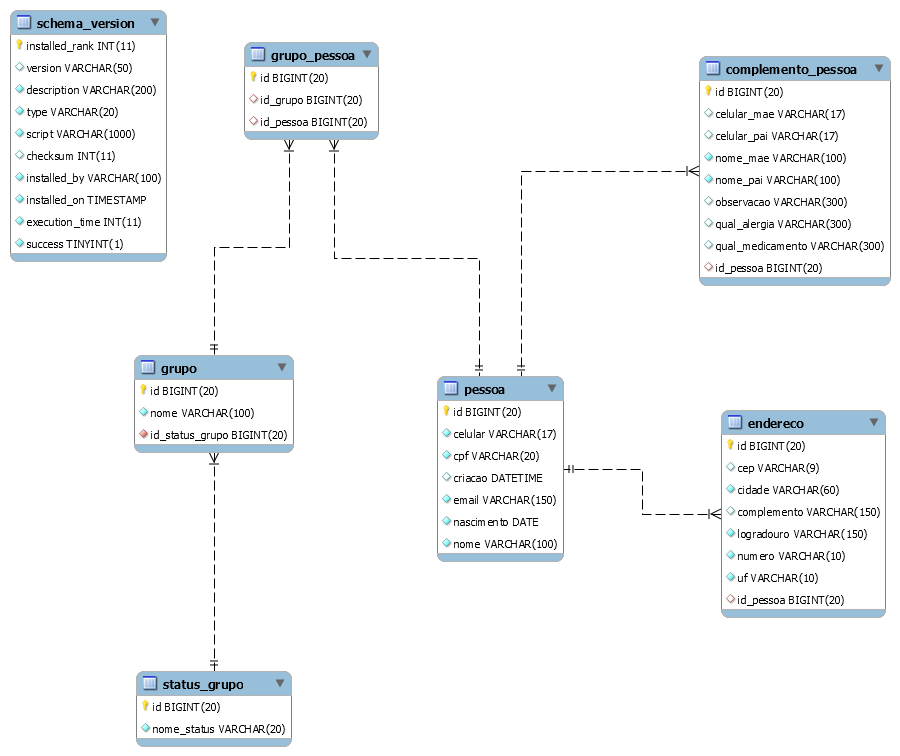 schema_version
installed_rank INT(11)
version VARCHAR(50)
description VARCHAR(200)
type VARCHAR(20)
script VARCHAR(1000)
checksum INT(11)
installed_by VARCHAR(100)
installed_on TIMESTAMP
execution_time INT(11)
success TINYINT(1)
grupo_pessoa
id BIGINT(20)
id_grupo BIGINT(20)
id_pessoa BIGINT(20)
complemento_pessoa
id BIGINT(20)
celular_mae VARCHAR(17)
celular_pai VARCHAR(17)
nome_mae VARCHAR(100)
nome_pai VARCHAR(100)
observacao VARCHAR(300)
qual_alergia VARCHAR(300)
qual_medicamento VARCHAR(300)
id_pessoa BIGINT(20)
grupo
id BIGINT(20)
nome VARCHAR(100)
id_status_grupo BIGINT(20)
pessoa
id BIGINT(20)
celular VARCHAR(17)
cpf VARCHAR(20)
criacao DATETIME
email VARCHAR(150)
nascimento DATE
nome VARCHAR(100)
endereco
id BIGINT(20)
cep VARCHAR(9)
cidade VARCHAR(60)
complemento VARCHAR(150)
logradouro VARCHAR(150)
numero VARCHAR(10)
uf VARCHAR(10)
id_pessoa BIGINT(20)
status_grupo
id BIGINT(20)
nome_status VARCHAR(20)